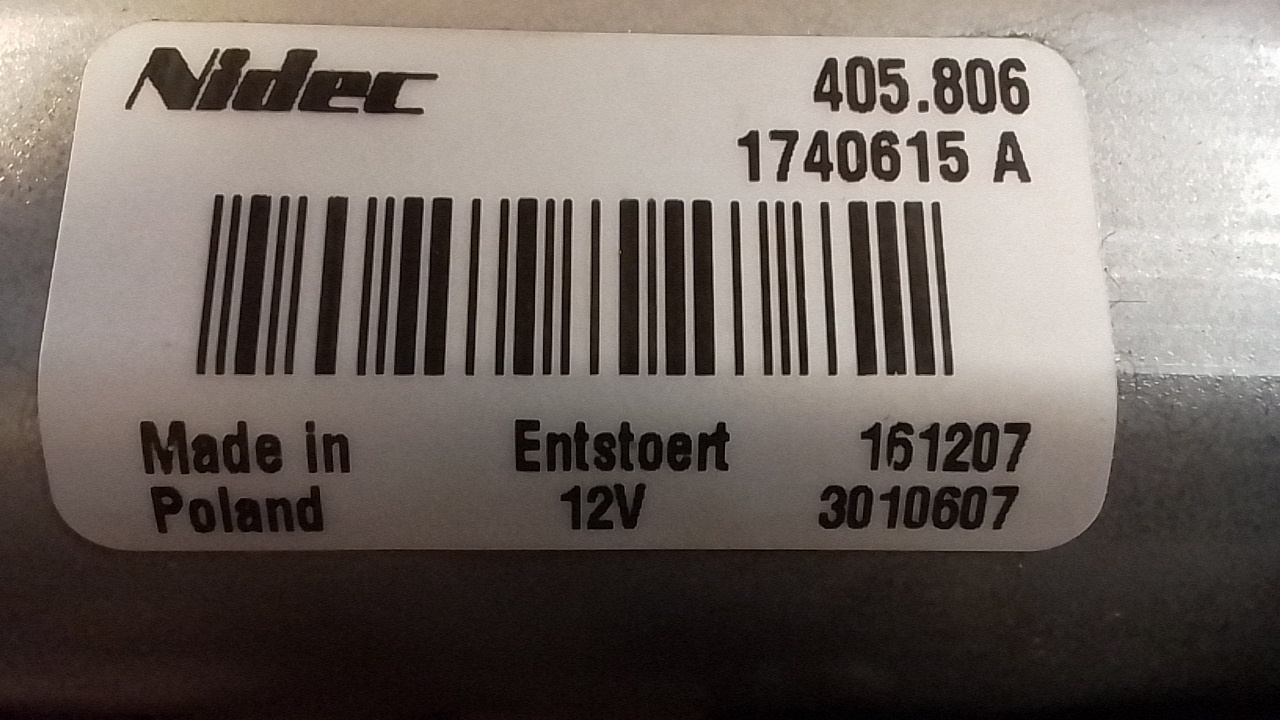 Nidec 405.806
1740615 A
Made in Entstoert 161207
Poland 12V 3010607